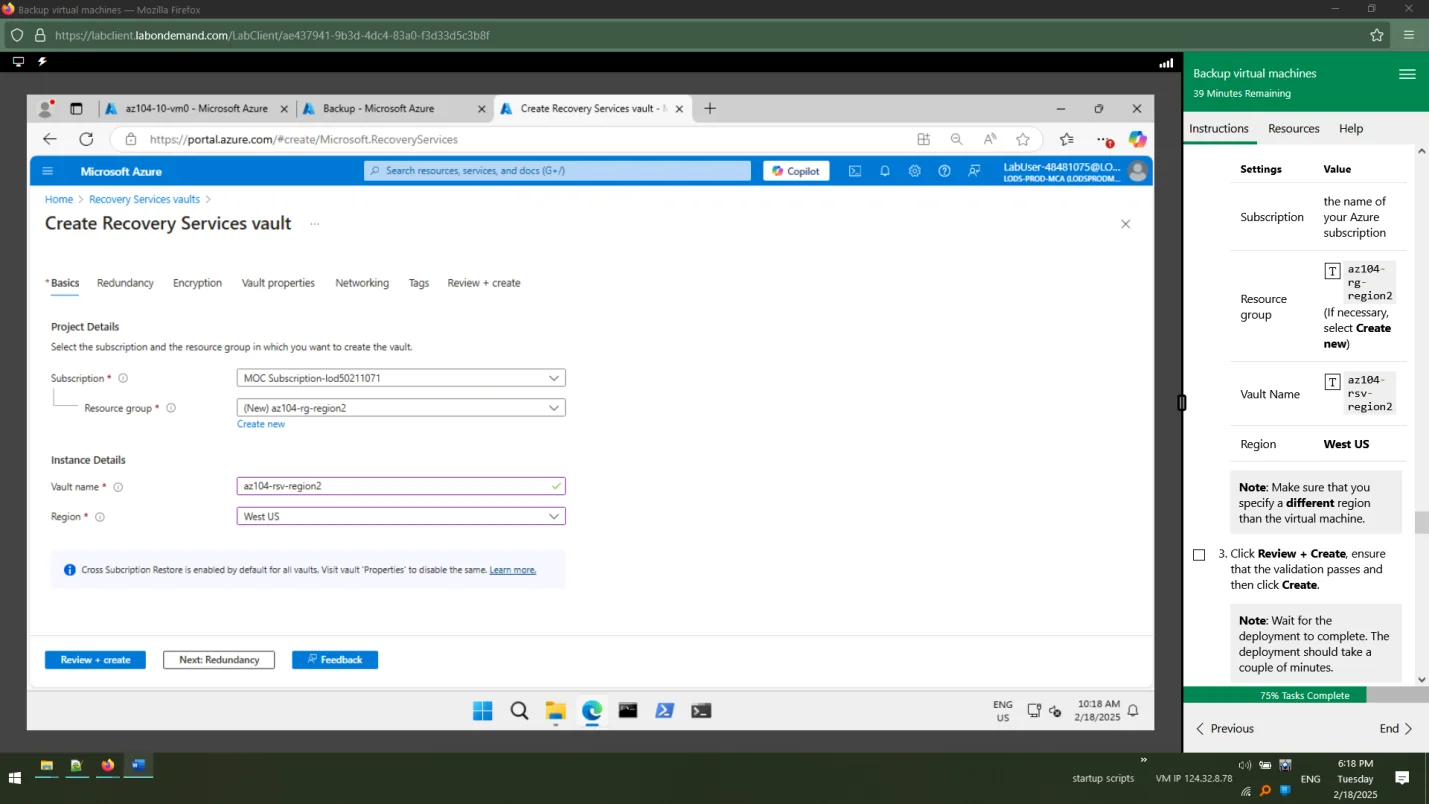 Backup virtual machines — Mozilla Firefox
https://labclient.labondemand.com/LabClient/ae437941-9b3d-4dc4-83a0-f3d33d5c3b8f
az104-10-vm0 - Microsoft Azure
Backup - Microsoft Azure
Create Recovery Services vault -
https://portal.azure.com/#create/Microsoft.RecoveryServices
Microsoft Azure
Search resources, services, and docs (G+/)
Copilot
LabUser-48481075@LO...
LODS-PROD-MCA (LODSPRODM...
Home > Recovery Services vaults >
Create Recovery Services vault ...
* Basics Redundancy Encryption Vault properties Networking Tags Review + create
Project Details
Select the subscription and the resource group in which you want to create the vault.
Subscription * MOC Subscription-lod50211071
Resource group * (New) az104-rg-region2
Create new
Instance Details
Vault name * az104-rsv-region2
Region * West US
Cross Subcription Restore is enabled by default for all vaults. Visit vault 'Properties' to disable the same. Learn more.
Review + create Next: Redundancy Feedback
ENG
US
10:18 AM
2/18/2025
Backup virtual machines
39 Minutes Remaining
Instructions Resources Help
Settings Value
Subscription
the name of
your Azure
subscription
Resource
group
T az104-
rg-
region2
(If necessary,
select Create
new)
Vault Name
T az104-
rsv-
region2
Region West US
Note: Make sure that you
specify a different region
than the virtual machine.
3. Click Review + Create, ensure
that the validation passes and
then click Create.
Note: Wait for the
deployment to complete. The
deployment should take a
couple of minutes.
75% Tasks Complete
Previous End
startup scripts
VM IP 124.32.8.78
ENG
6:18 PM
Tuesday
2/18/2025